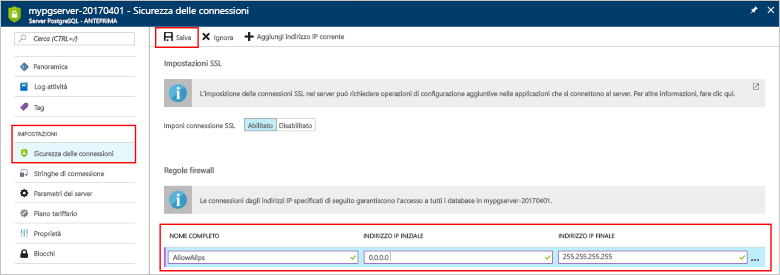 mypgserver-20170401 - Sicurezza delle connessioni
Server PostgreSQL - ANTEPRIMA
Cerca (CTRL+/)
Panoramica
Log attività
Tag
IMPOSTAZIONI
Sicurezza delle connessioni
Stringhe di connessione
Parametri del server
Piano tariffario
Proprietà
Blocchi
Salva Ignora Aggiungi indirizzo IP corrente
Impostazioni SSL
L'imposizione delle connessioni SSL nel server può richiedere operazioni di configurazione aggiuntive nelle applicazioni che si connettono al server. Per altre informazioni, fare clic qui.
Imponi connessione SSL Abilitato Disabilitato
Regole firewall
Le connessioni dagli indirizzi IP specificati di seguito garantiscono l'accesso a tutti i database in mypgserver-20170401.
NOME COMPLETO INDIRIZZO IP INIZIALE INDIRIZZO IP FINALE
AllowAllps 0.0.0.0 255.255.255.255 ...